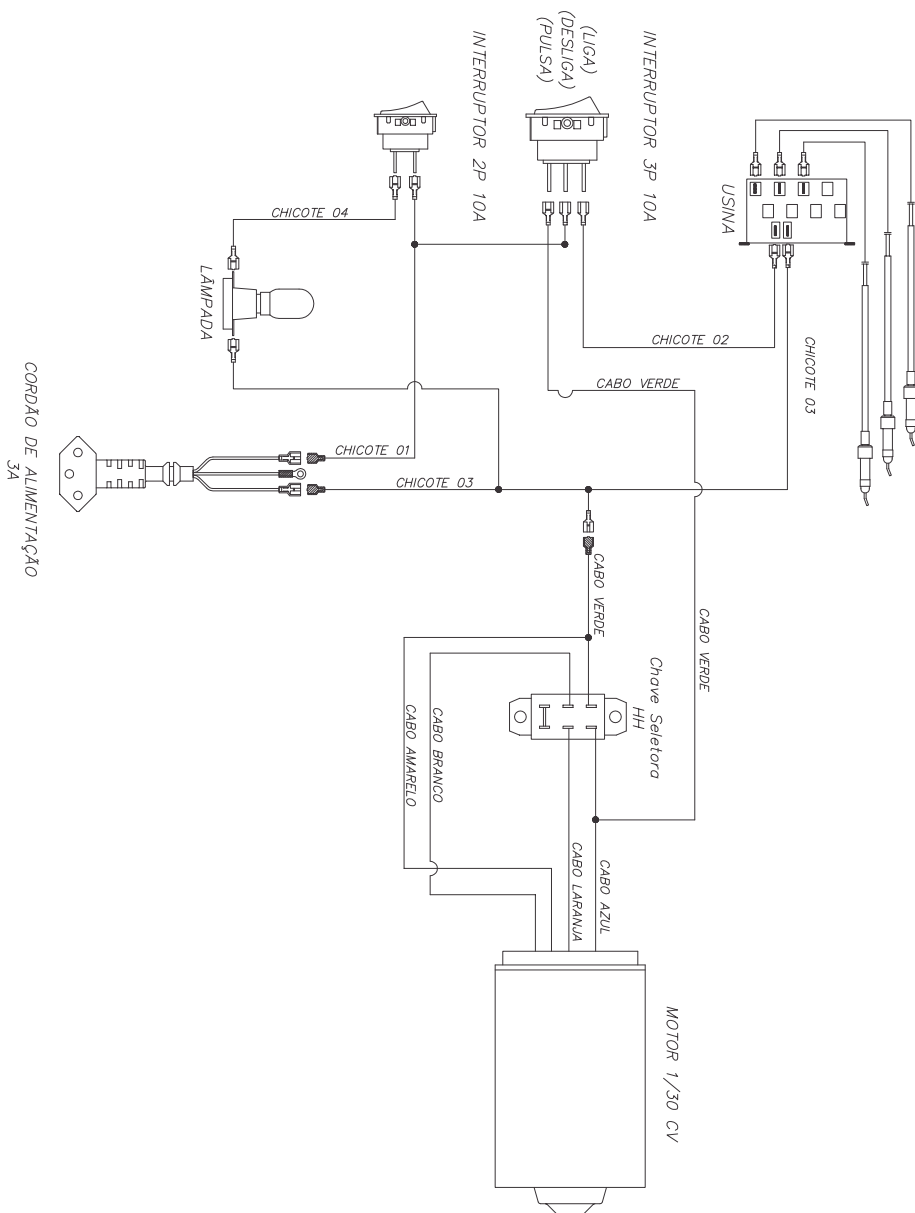 INTERRUPTOR 2P 10A
(LIGA)
(DESLIGA)
(PULSA)
INTERRUPTOR 3P 10A
USINA
CHICOTE 04
LÂMPADA
CHICOTE 02
CHICOTE 03
CABO VERDE
CHICOTE 01
CHICOTE 03
CORDÃO DE ALIMENTAÇÃO
3A
CABO VERDE
CABO VERDE
Chave Seletora
HH
CABO AMARELO
CABO BRANCO
CABO LARANJA
CABO AZUL
MOTOR 1/30 CV